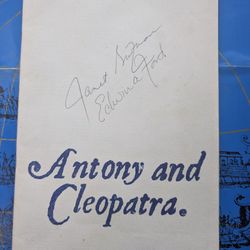 Janet Suzman
Edwina Ford
Antony and
Cleopatra.